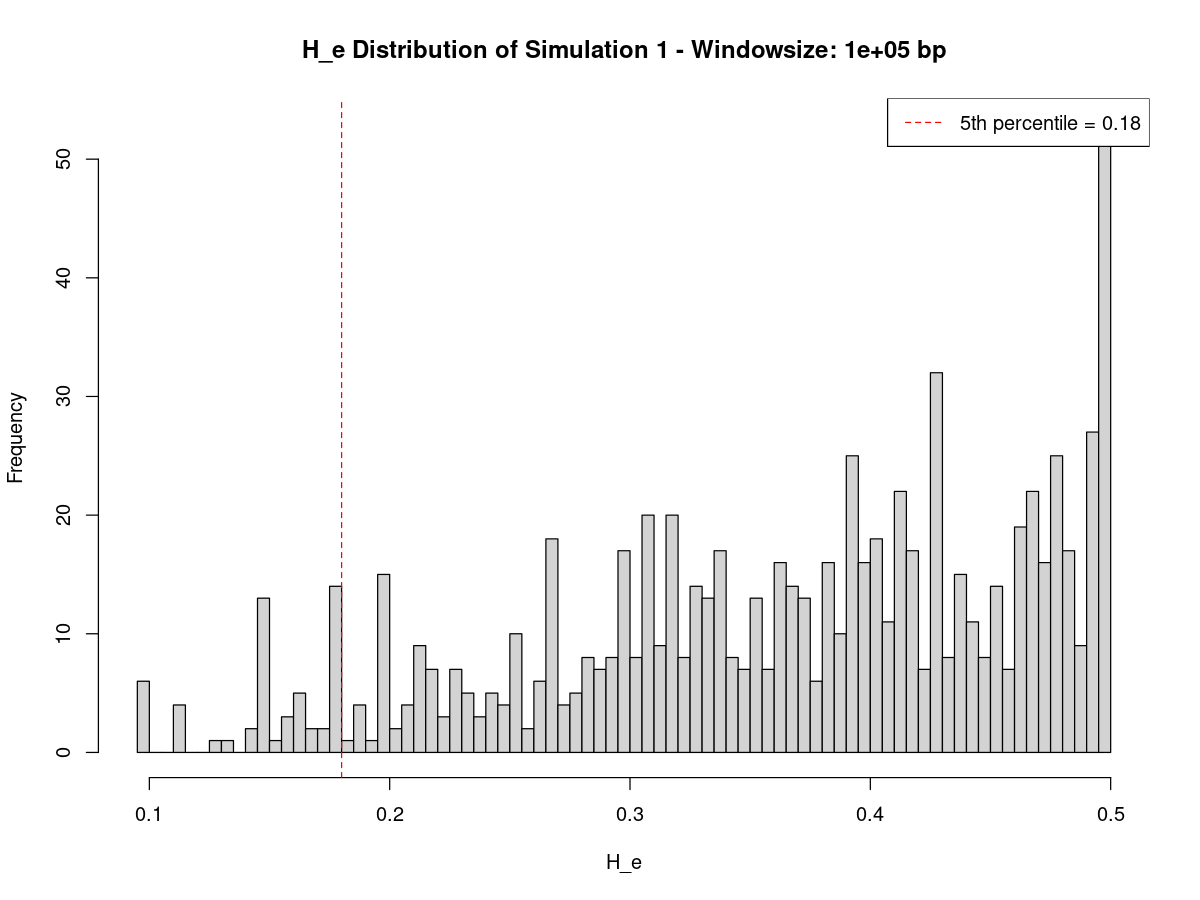 H_e Distribution of Simulation 1 - Windowsize: 1e+05 bp
5th percentile = 0.18
50
40
30
20
10
0
Frequency
0.1 0.2 0.3 0.4 0.5
H_e